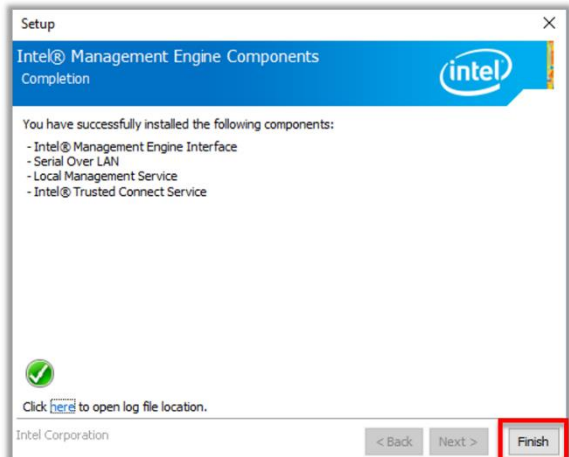 Setup
Intel® Management Engine Components
Completion
intel
You have successfully installed the following components:
- Intel® Management Engine Interface
- Serial Over LAN
- Local Management Service
- Intel® Trusted Connect Service
Click here to open log file location.
Intel Corporation
< Back Next > Finish